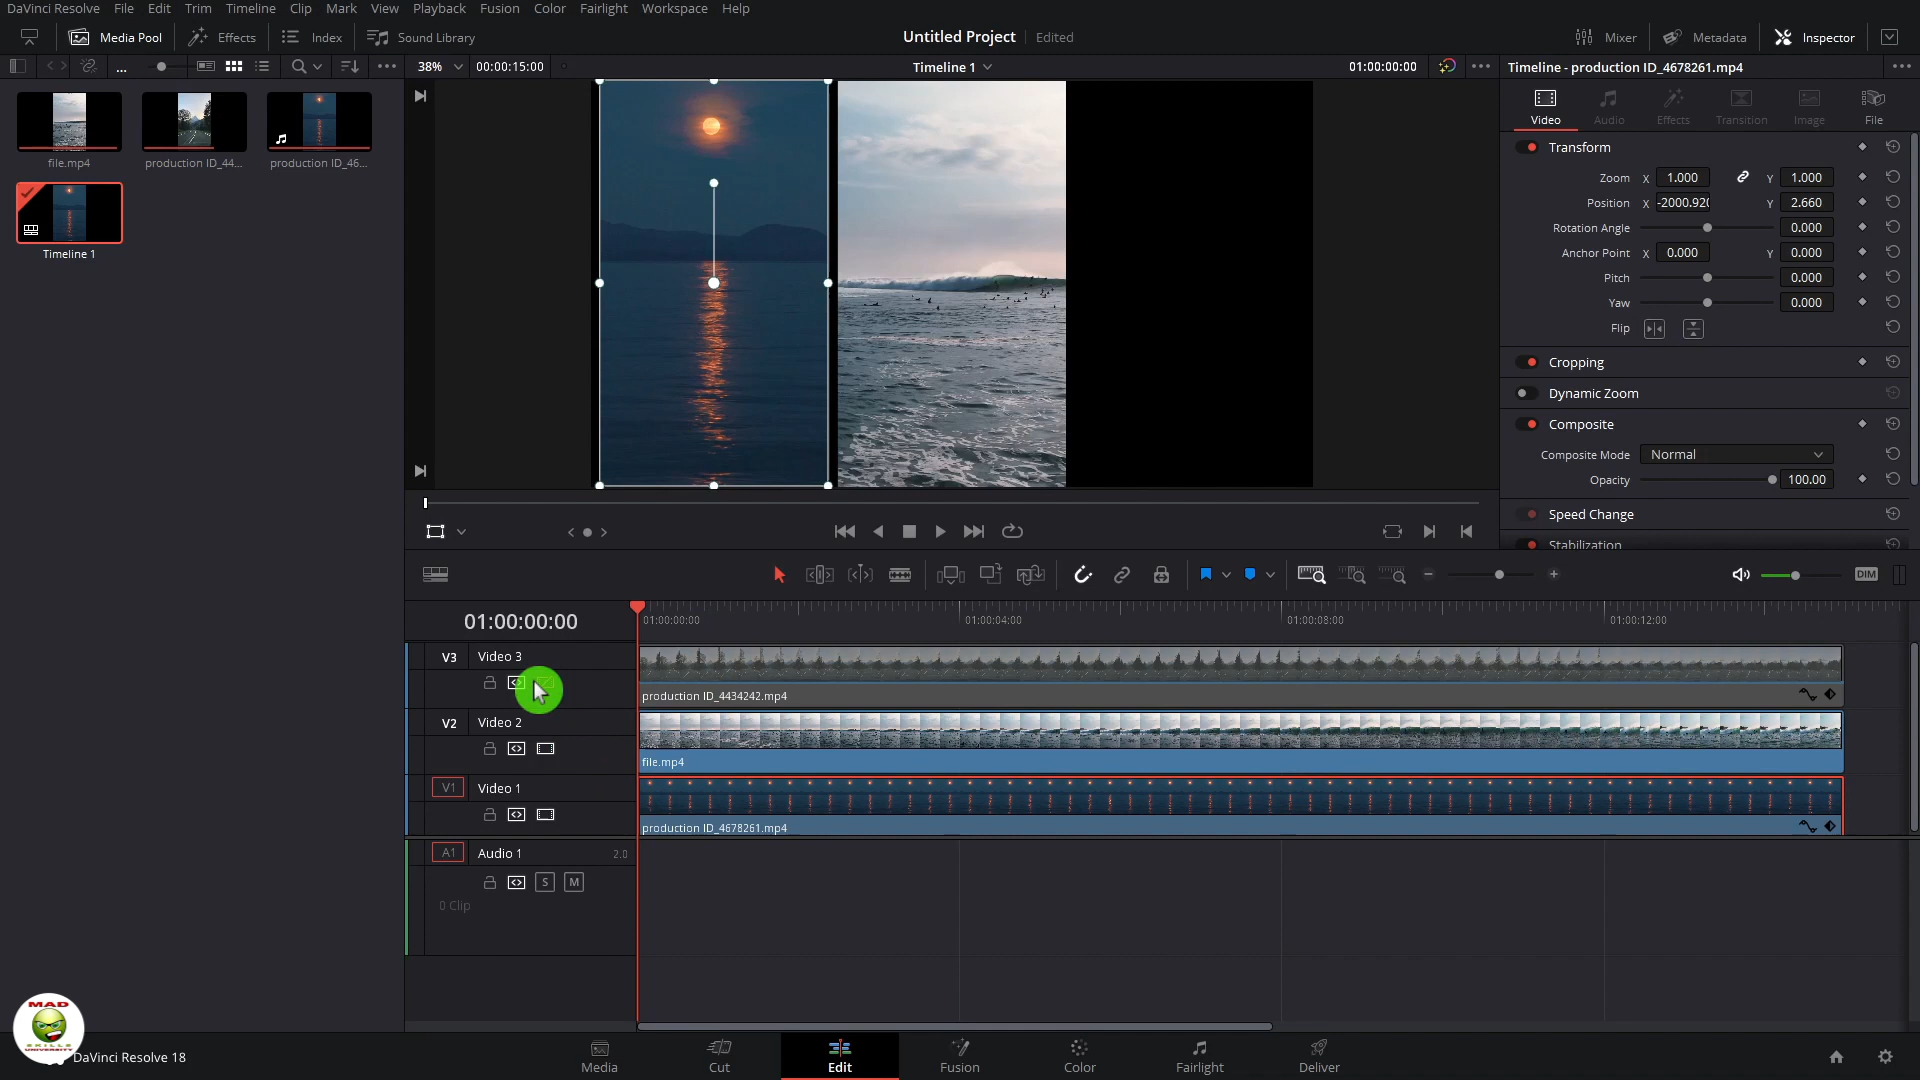 DaVinci Resolve File Edit Trim Timeline Clip Mark View Playback Fusion Color Fairlight Workspace Help
Media Pool Effects Index Sound Library Untitled Project Edited Mixer Metadata Inspector
... 38% 00:00:15:00 Timeline 1 01:00:00:00 Timeline - production ID_4678261.mp4
Video Audio Effects Transition Image File
file.mp4 production ID_44... production ID_46...
Timeline 1
Transform
Zoom X 1.000 Y 1.000
Position X -2000.920 Y 2.660
Rotation Angle 0.000
Anchor Point X 0.000 Y 0.000
Pitch 0.000
Yaw 0.000
Flip
Cropping
Dynamic Zoom
Composite
Composite Mode Normal
Opacity 100.00
Speed Change
Stabilization
DIM
01:00:00:00 01:00:00:00 01:00:04:00 01:00:08:00 01:00:12:00
V3 Video 3
production ID_4434242.mp4
V2 Video 2
file.mp4
V1 Video 1
production ID_4678261.mp4
A1 Audio 1 2.0
S M
0 Clip
MAD
SKILLS
UNIVERSITY
DaVinci Resolve 18
Media Cut Edit Fusion Color Fairlight Deliver